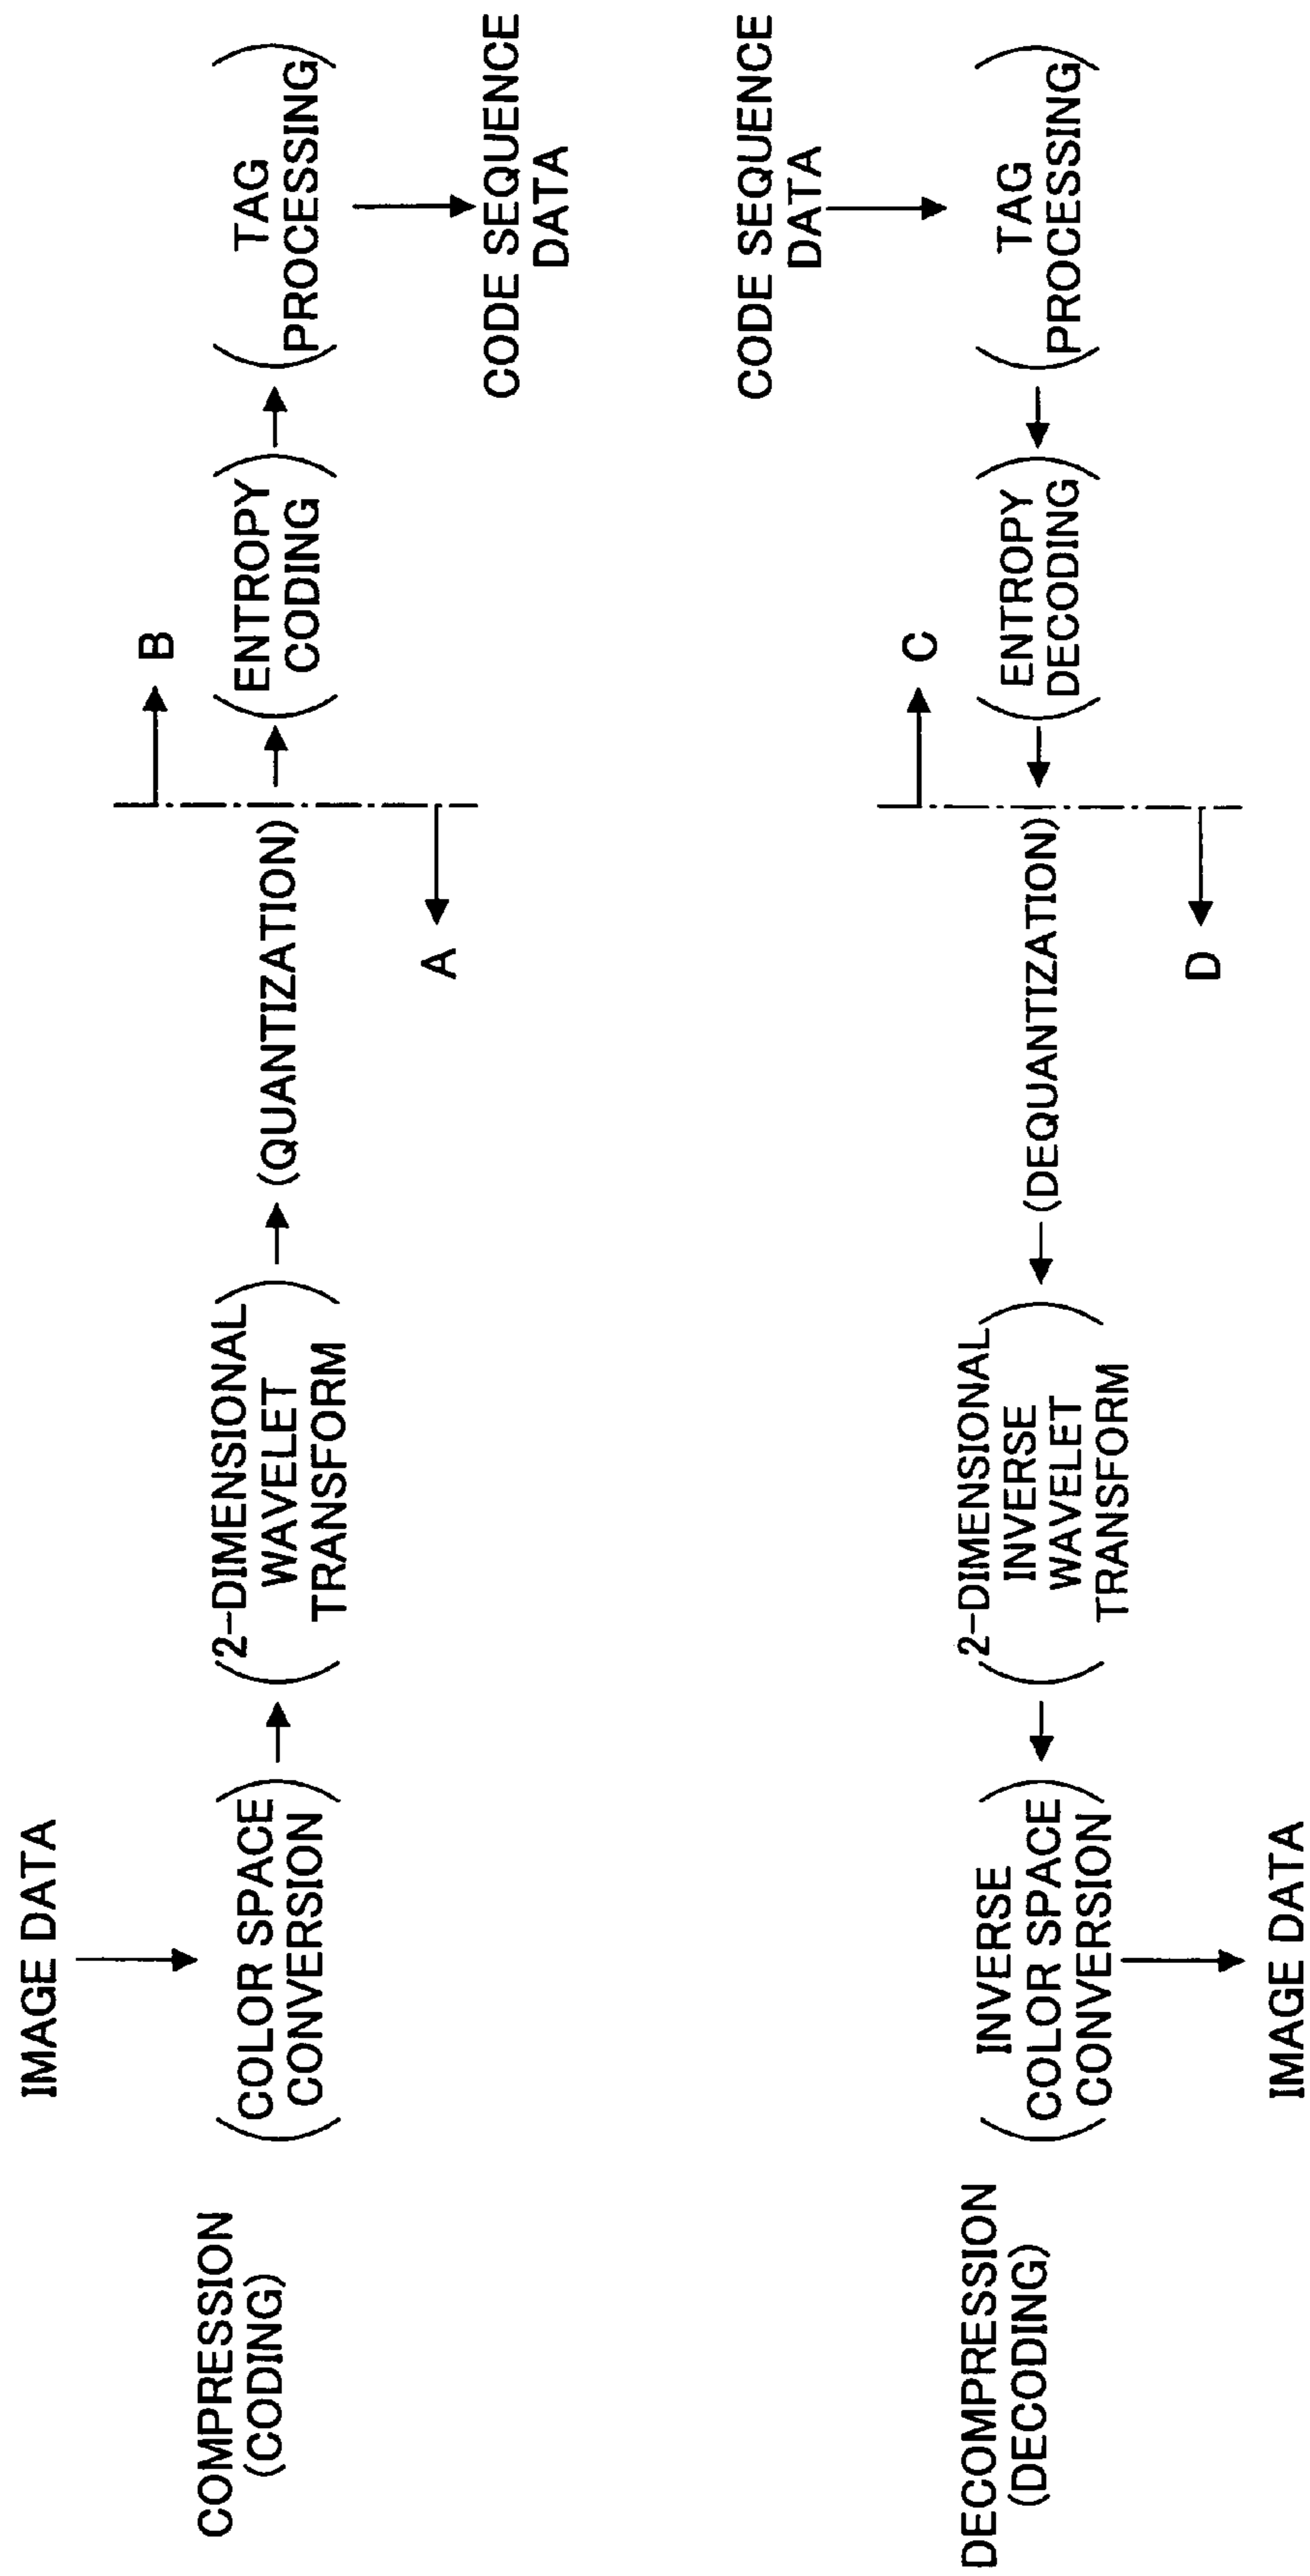 IMAGE DATA
COMPRESSION
(CODING)
(COLOR SPACE
CONVERSION)
(2-DIMENSIONAL
WAVELET
TRANSFORM)
(QUANTIZATION)
(ENTROPY
CODING)
(TAG
PROCESSING)
B
A
CODE SEQUENCE
DATA
CODE SEQUENCE
DATA
DECOMPRESSION
(DECODING)
(INVERSE
COLOR SPACE
CONVERSION)
(2-DIMENSIONAL
INVERSE
WAVELET
TRANSFORM)
(DEQUANTIZATION)
(ENTROPY
DECODING)
(TAG
PROCESSING)
C
D
IMAGE DATA